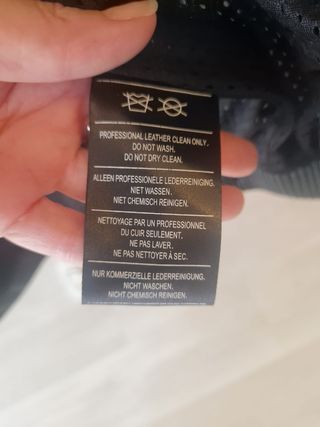 PROFESSIONAL LEATHER CLEAN ONLY.
DO NOT WASH.
DO NOT DRY CLEAN.
ALLEEN PROFESSIONELE LEDERREINIGING.
NIET WASSEN.
NIET CHEMISCH REINIGEN.
NETTOYAGE PAR UN PROFESSIONNEL
DU CUIR SEULEMENT.
NE PAS LAVER.
NE PAS NETTOYER À SEC.
NUR KOMMERZIELLE LEDERREINIGUNG.
NICHT WASCHEN.
NICHT CHEMISCH REINIGEN.